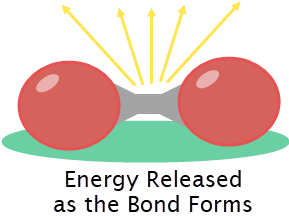 Energy Released
as the Bond Forms